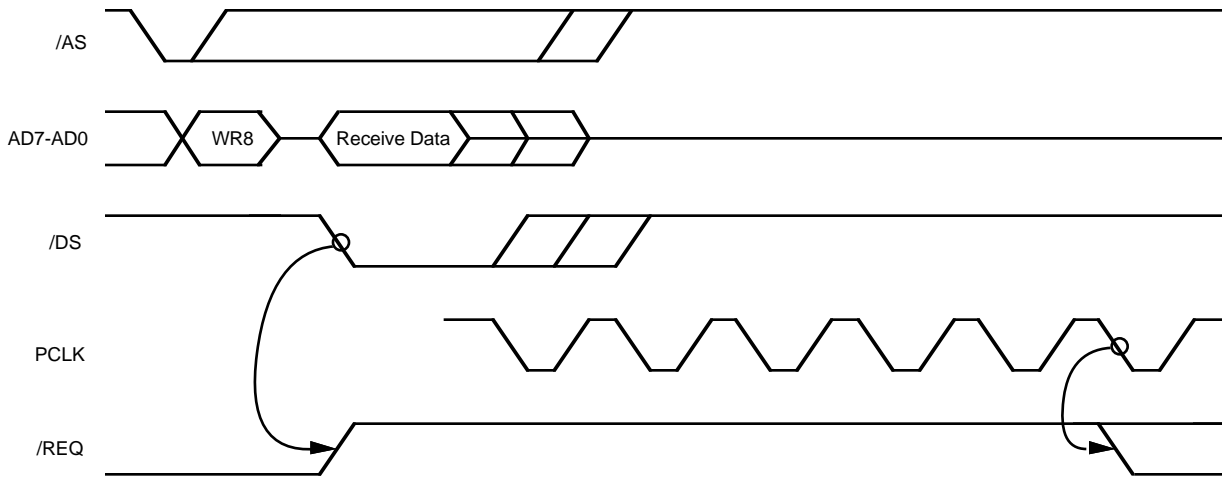 /AS
AD7-AD0 WR8 Receive Data
/DS
PCLK
/REQ